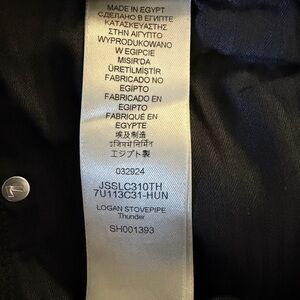 MADE IN EGYPT
СДЕЛАНО В ЕГИПТЕ
ΚΑΤΑΣΚΕΥΑΣΤΗΣ
ΣΤΗΝ ΑΙΓΥΠΤΟ
WYPRODUKOWANO
W EGIPCIE
MISIR'DA
ÜRETİLMİŞTİR
FABRICADO NO
EGIPTO
FABRICADO EN
EGIPTO
FABRIQUÉ EN
EGYPTE
埃及制造
エジプト製
032924
JSSLC310TH
7U113C31-HUN
LOGAN STOVEPIPE
Thunder
SH001393